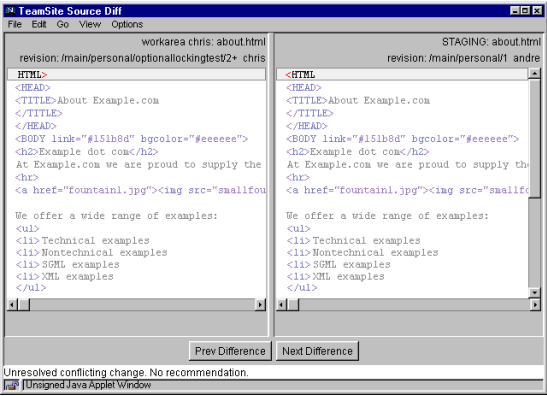 TeamSite Source Diff
File Edit Go View Options
workarea chris: about.html
revision: /main/personal/optionallockingtest/2+ chris
HTML>
<HEAD>
<TITLE>About Example.com
</TITLE>
</HEAD>
<BODY link="#151b8d" bgcolor="#eeeeee">
<h2>Example dot com</h2>
At Example.com we are proud to supply the
<hr>
<a href="fountain1.jpg"><img src="smallfou
We offer a wide range of examples:
<ul>
<li>Technical examples
<li>Nontechnical examples
<li>SGML examples
<li>XML examples
</ul>
STAGING: about.html
revision: /main/personal/1 andre
<HTML
<HEAD>
<TITLE>About Example.com
</TITLE>
</HEAD>
<BODY link="#151b8d" bgcolor="#eeeeee">
<h2>Example dot com</h2>
At Example.com we are proud to supply the
<hr>
<a href="fountain1.jpg"><img src="smallfo
We offer a wide range of examples:
<ul>
<li>Technical examples
<li>Nontechnical examples
<li>SGML examples
<li>XML examples
</ul>
Prev Difference Next Difference
Unresolved conflicting change. No recommendation.
Unsigned Java Applet Window